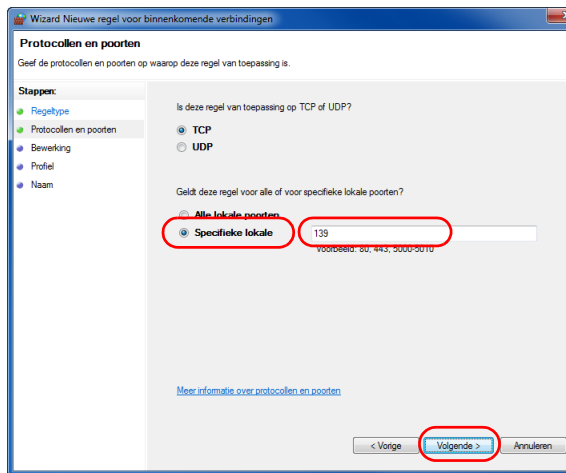 Wizard Nieuwe regel voor binnenkomende verbindingen
Protocollen en poorten
Geef de protocollen en poorten op waarop deze regel van toepassing is.
Stappen:
Regeltype
Protocollen en poorten
Bewerking
Profiel
Naam
Is deze regel van toepassing op TCP of UDP?
TCP
UDP
Geldt deze regel voor alle of voor specifieke lokale poorten?
Alle lokale poorten
Specifieke lokale
139
Voorbeeld: 80, 443, 5000-5010
Meer informatie over protocollen en poorten
< Vorige
Volgende >
Annuleren